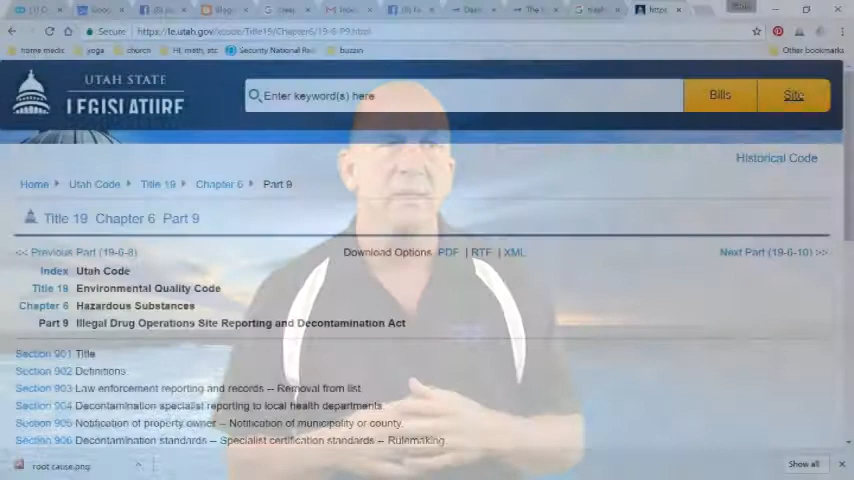 Secure https://le.utah.gov/xcode/Title19/Chapter6/19-6-P9.html
home medic yoga church HI, math, etc Security National Rei buzzin Other bookmarks
UTAH STATE
LEGISLATURE
Enter keyword(s) here
Bills
Site
Historical Code
Home Utah Code Title 19 Chapter 6 Part 9
Title 19 Chapter 6 Part 9
<< Previous Part (19-6-8) Download Options PDF | RTF | XML Next Part (19-6-10) >>
Index Utah Code
Title 19 Environmental Quality Code
Chapter 6 Hazardous Substances
Part 9 Illegal Drug Operations Site Reporting and Decontamination Act
Section 901 Title
Section 902 Definitions.
Section 903 Law enforcement reporting and records -- Removal from list.
Section 904 Decontamination specialist reporting to local health departments.
Section 905 Notification of property owner -- Notification of municipality or county.
Section 906 Decontamination standards -- Specialist certification standards -- Rulemaking.
root cause.png Show all